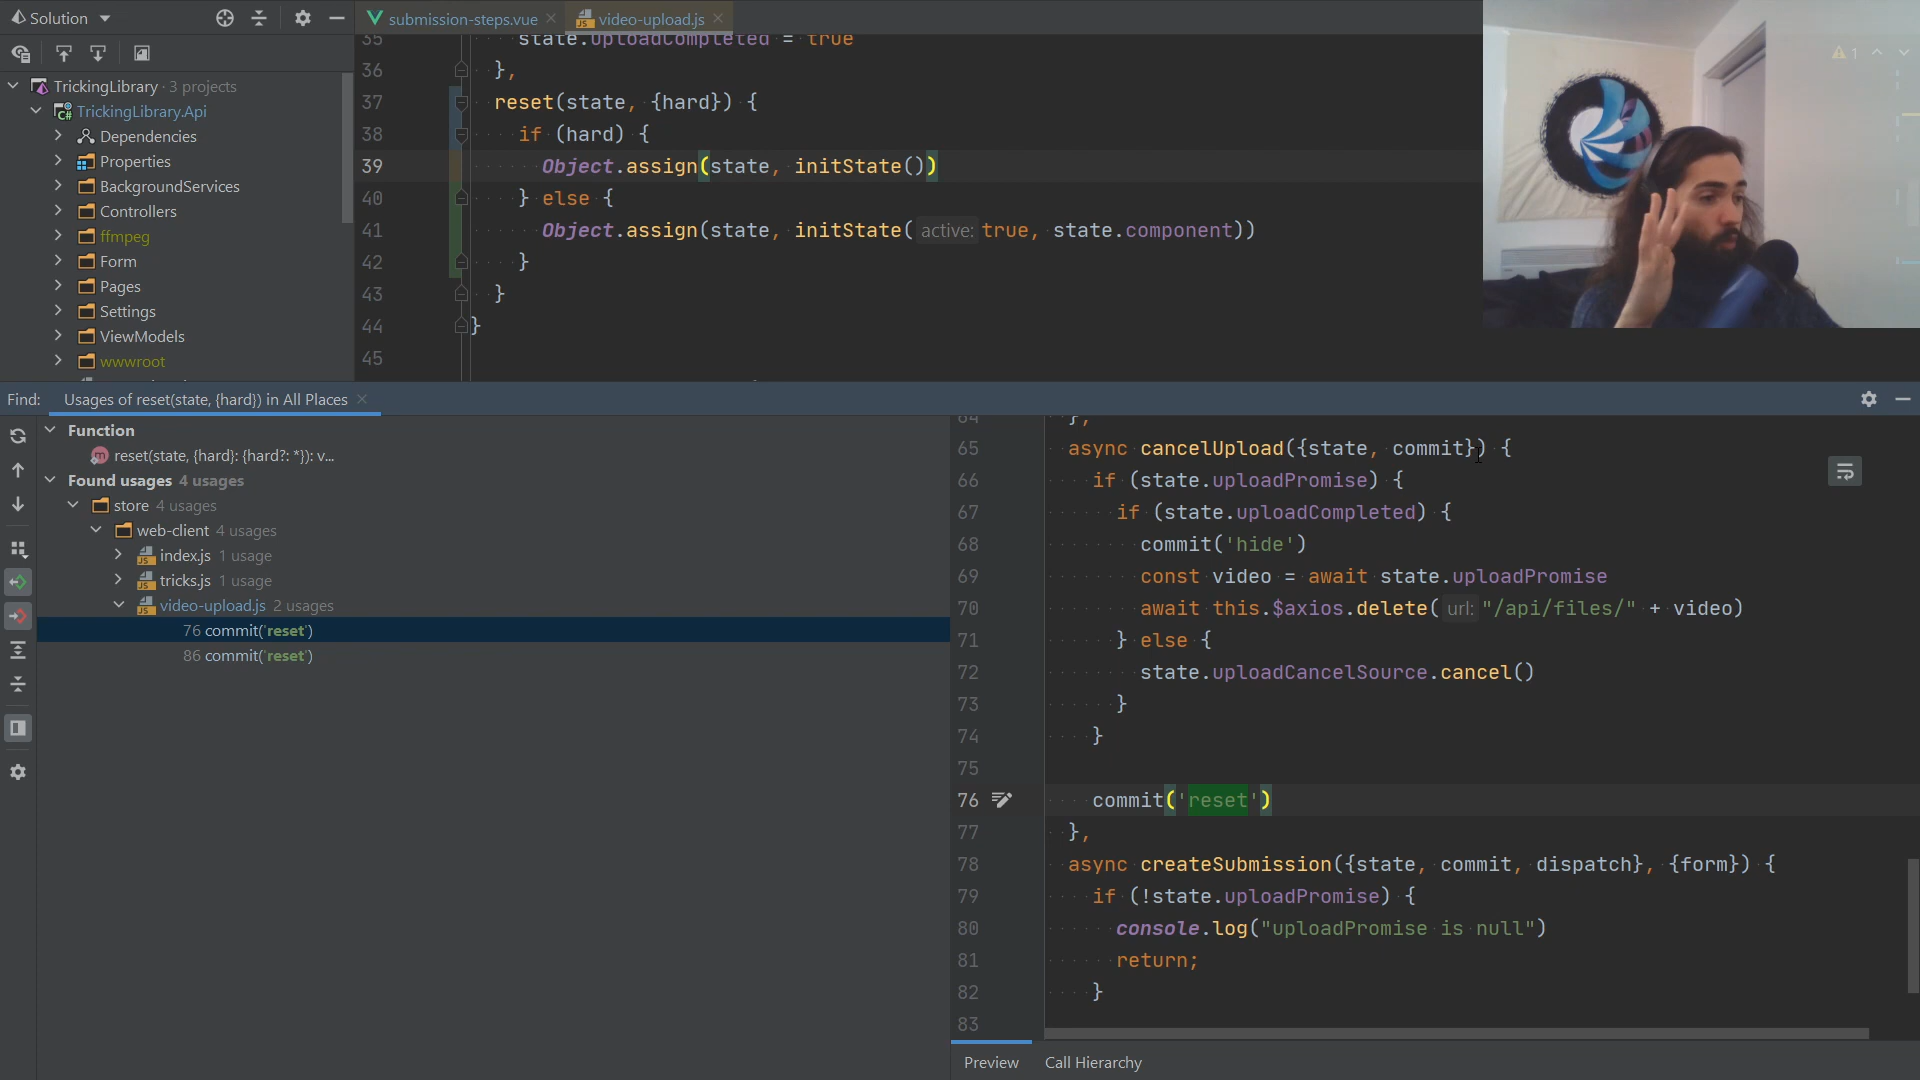 Solution
submission-steps.vue
video-upload.js
1
TrickingLibrary · 3 projects
TrickingLibrary.Api
Dependencies
Properties
BackgroundServices
Controllers
ffmpeg
Form
Pages
Settings
ViewModels
wwwroot
35 state.uploadCompleted = true
36 },
37 reset(state, {hard}) {
38 if (hard) {
39 Object.assign(state, initState())
40 } else {
41 Object.assign(state, initState( active: true, state.component))
42 }
43 }
44 }
45
Find: Usages of reset(state, {hard}) in All Places
Function
reset(state, {hard}: {hard?: *}): v...
Found usages 4 usages
store 4 usages
web-client 4 usages
index.js 1 usage
tricks.js 1 usage
video-upload.js 2 usages
76 commit('reset')
86 commit('reset')
64 },
65 async cancelUpload({state, commit}) {
66 if (state.uploadPromise) {
67 if (state.uploadCompleted) {
68 commit('hide')
69 const video = await state.uploadPromise
70 await this.$axios.delete( url: "/api/files/" + video)
71 } else {
72 state.uploadCancelSource.cancel()
73 }
74 }
75
76 commit('reset')
77 },
78 async createSubmission({state, commit, dispatch}, {form}) {
79 if (!state.uploadPromise) {
80 console.log("uploadPromise is null")
81 return;
82 }
83
Preview Call Hierarchy